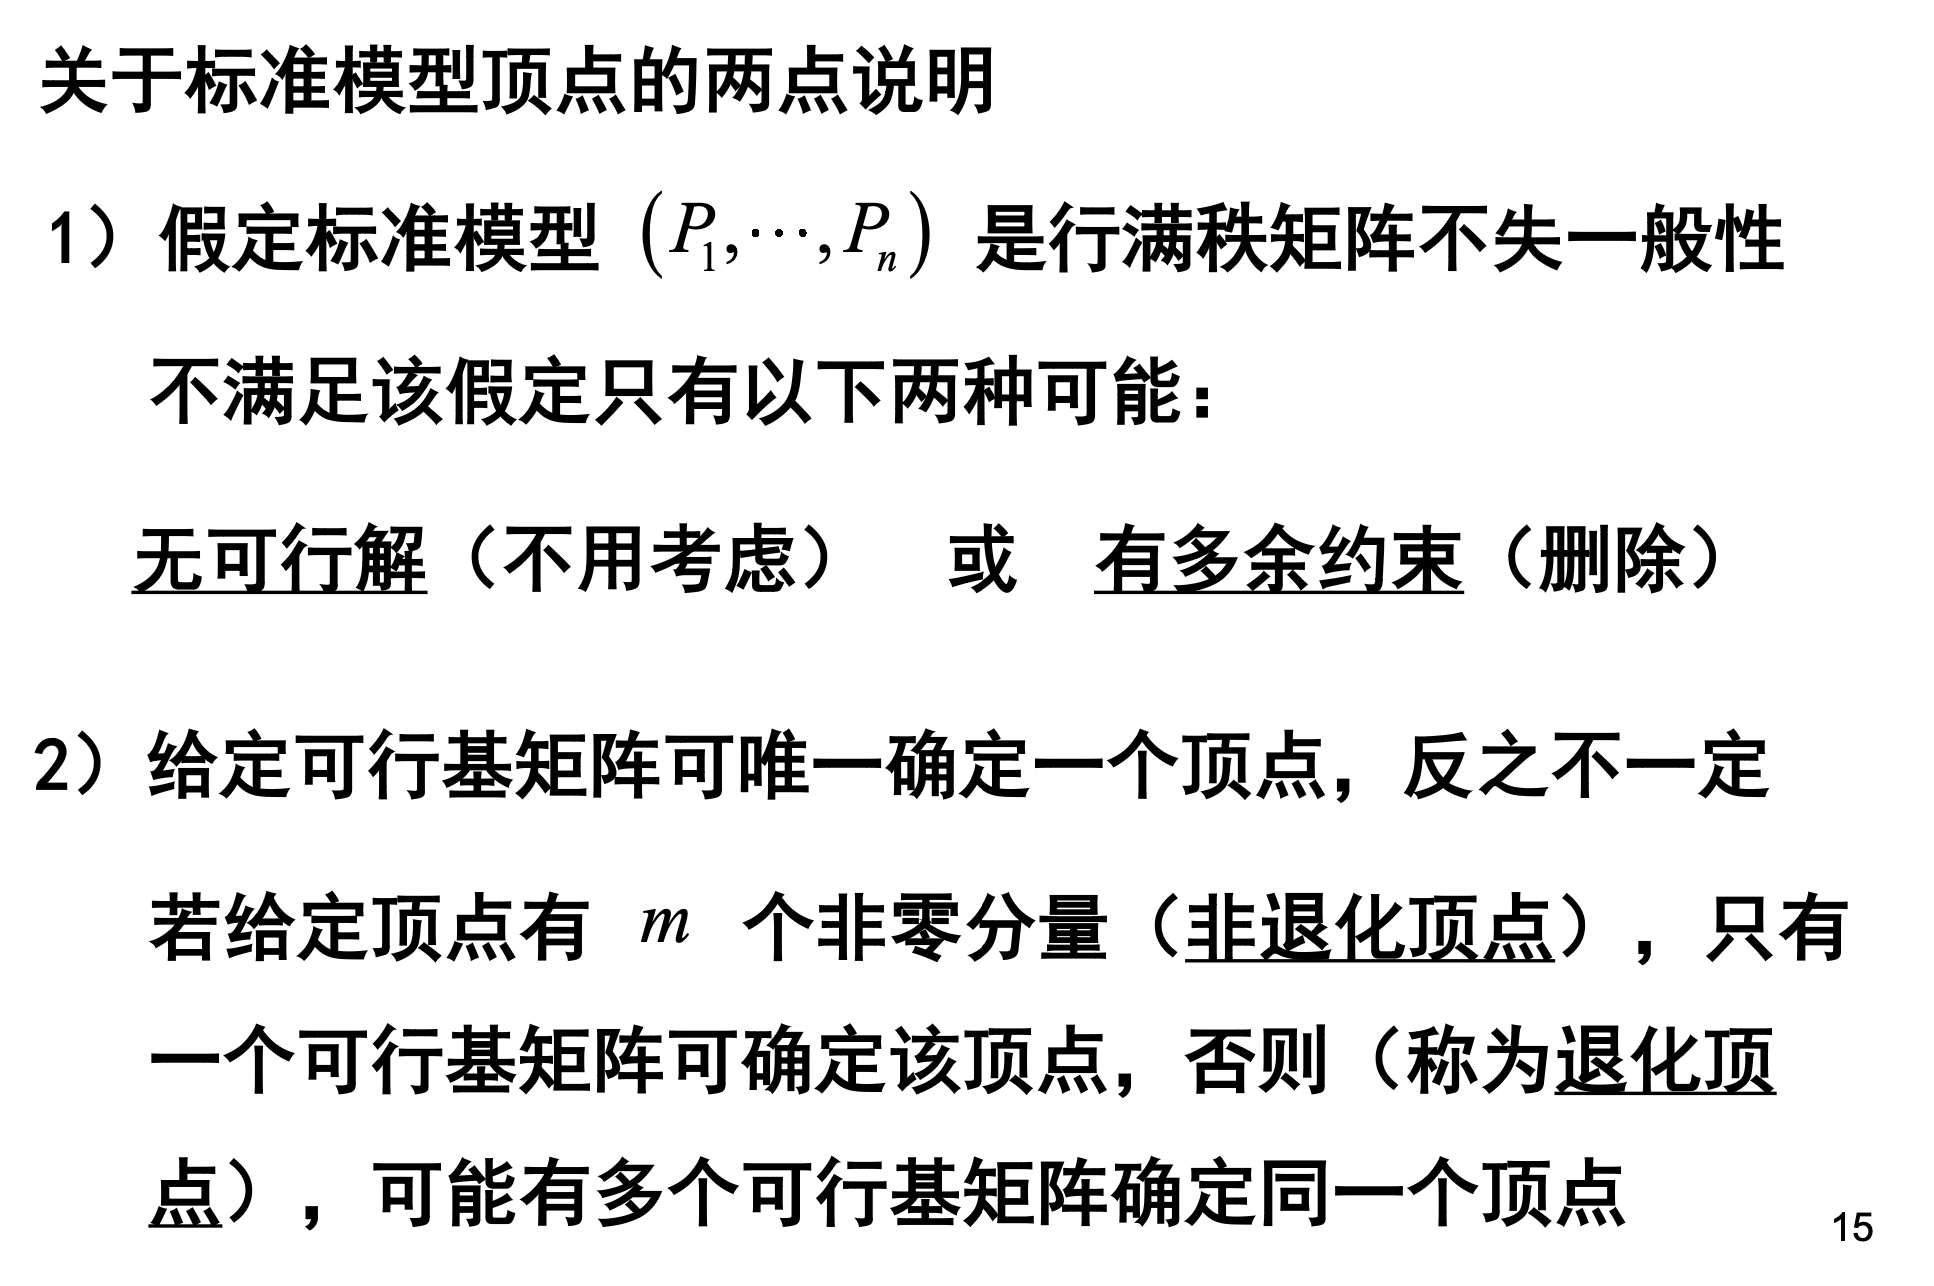 关于标准模型顶点的两点说明
1）假定标准模型 (P₁,⋯,Pₙ) 是行满秩矩阵不失一般性
不满足该假定只有以下两种可能：
无可行解（不用考虑） 或 有多余约束（删除）
2）给定可行基矩阵可唯一确定一个顶点，反之不一定
若给定顶点有 m 个非零分量（非退化顶点），只有
一个可行基矩阵可确定该顶点，否则（称为退化顶
点），可能有多个可行基矩阵确定同一个顶点
15